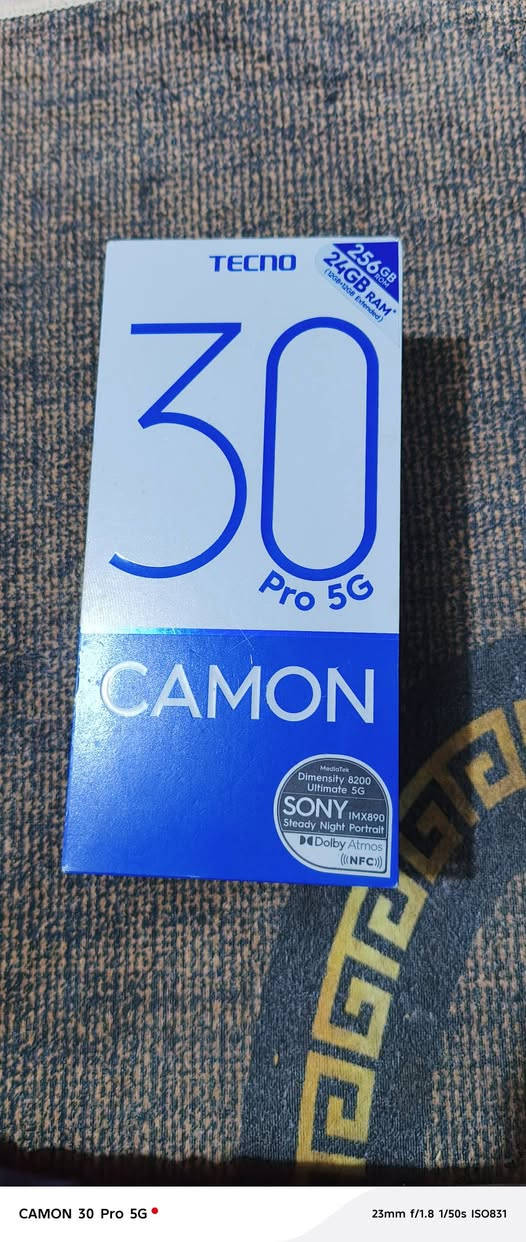 TECNO
256GB
ROM
24GB RAM*
(12GB+12GB Extended)
30
Pro 5G
CAMON
MediaTek
Dimensity 8200
Ultimate 5G
SONY IMX890
Steady Night Portrait
Dolby Atmos
NFC
CAMON 30 Pro 5G
23mm f/1.8 1/50s ISO831